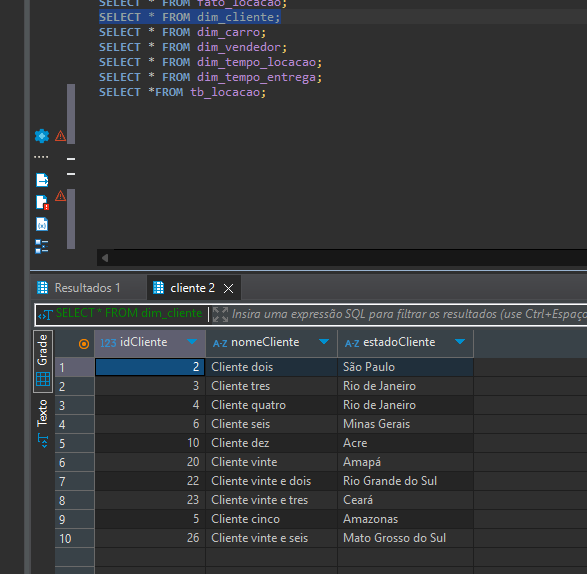 SELECT * FROM fato_locacao;
SELECT * FROM dim_cliente;
SELECT * FROM dim_carro;
SELECT * FROM dim_vendedor;
SELECT * FROM dim_tempo_locacao;
SELECT * FROM dim_tempo_entrega;
SELECT *FROM tb_locacao;
Resultados 1 cliente 2
SELECT * FROM dim_cliente Insira uma expressão SQL para filtrar os resultados (use Ctrl+Espaço
Grade
Texto
123 idCliente A-Z nomeCliente A-Z estadoCliente
1 2 Cliente dois São Paulo
2 3 Cliente tres Rio de Janeiro
3 4 Cliente quatro Rio de Janeiro
4 6 Cliente seis Minas Gerais
5 10 Cliente dez Acre
6 20 Cliente vinte Amapá
7 22 Cliente vinte e dois Rio Grande do Sul
8 23 Cliente vinte e tres Ceará
9 5 Cliente cinco Amazonas
10 26 Cliente vinte e seis Mato Grosso do Sul